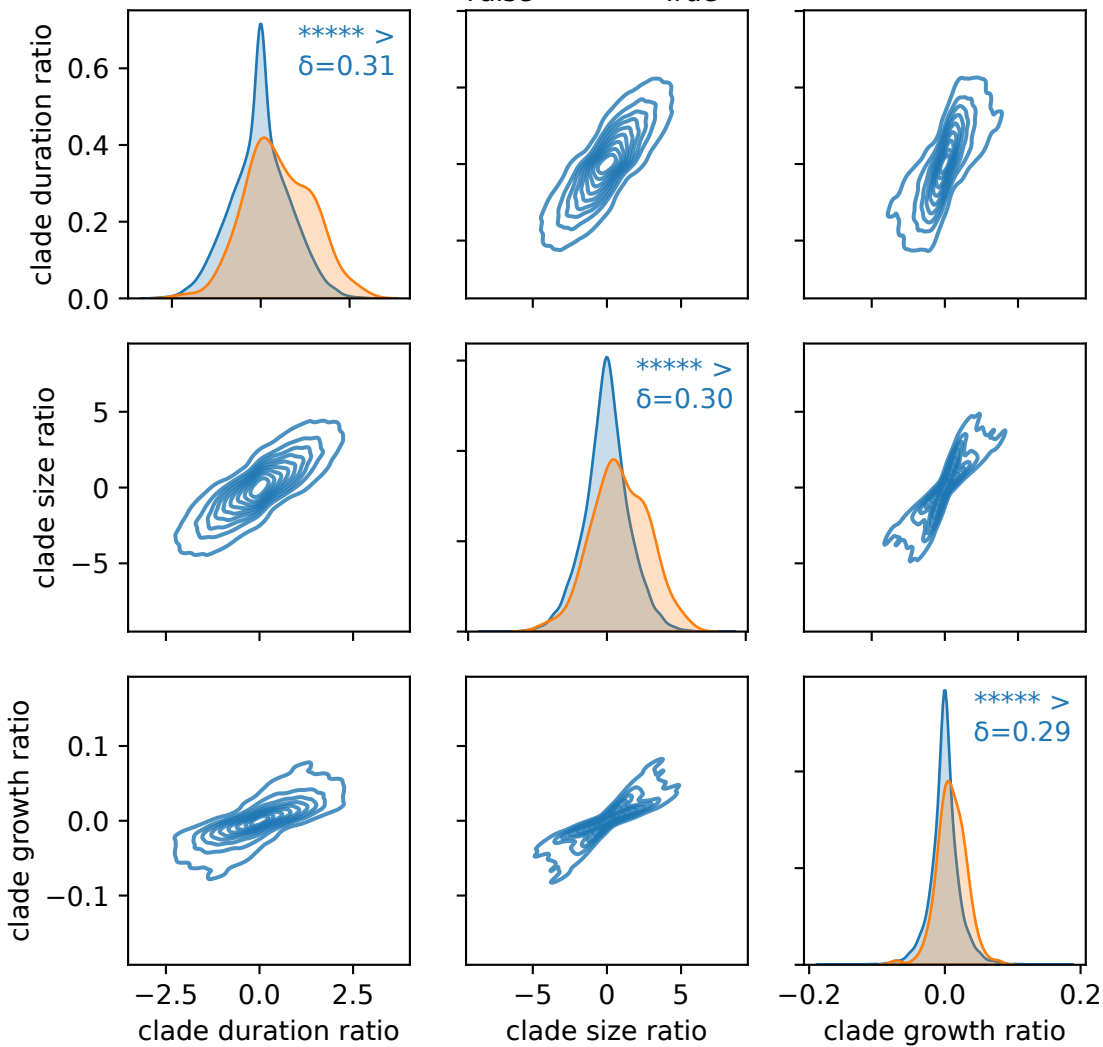 ***** >
δ=0.31
clade duration ratio
0.6
0.4
0.2
0.0
***** >
δ=0.30
clade size ratio
5
0
−5
***** >
δ=0.29
clade growth ratio
0.1
0.0
−0.1
−2.5 0.0 2.5
clade duration ratio
−5 0 5
clade size ratio
−0.2 0.0 0.2
clade growth ratio